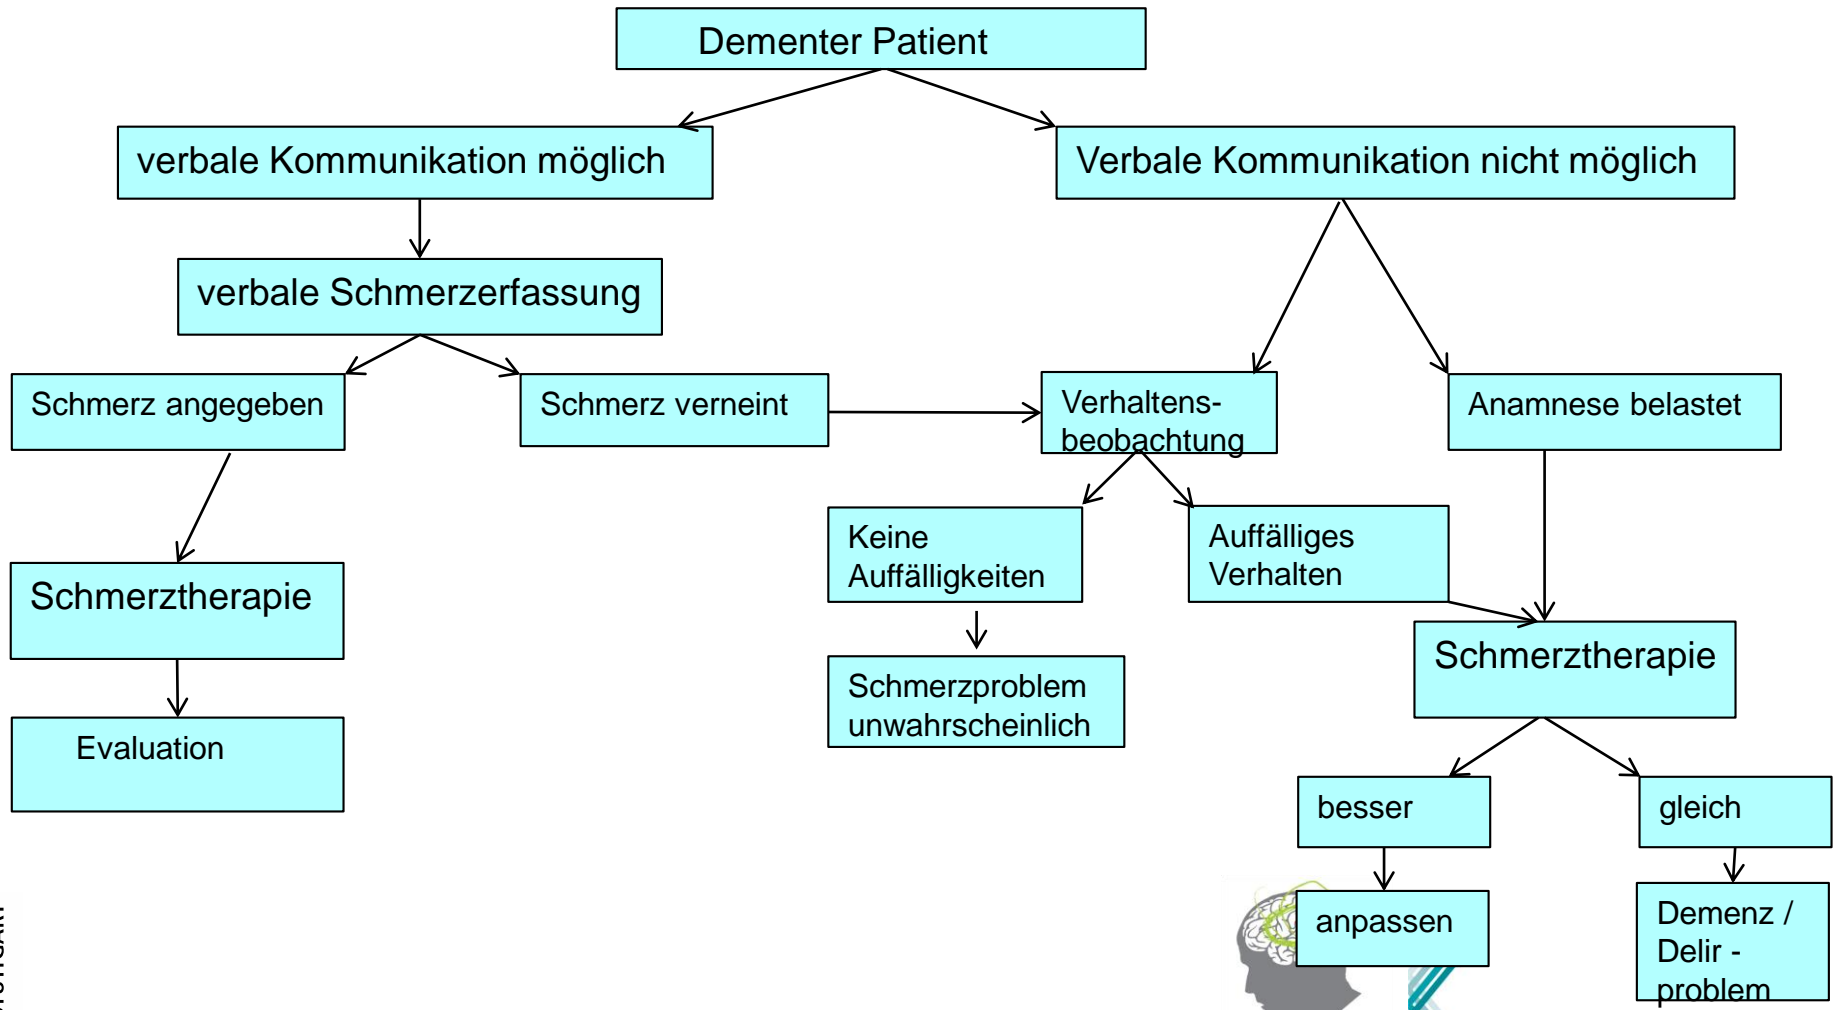 Dementer Patient
verbale Kommunikation möglich
Verbale Kommunikation nicht möglich
verbale Schmerzerfassung
Schmerz angegeben
Schmerz verneint
Verhaltens-
beobachtung
Anamnese belastet
Keine
Auffälligkeiten
Auffälliges
Verhalten
Schmerztherapie
Schmerztherapie
Schmerzproblem
unwahrscheinlich
Evaluation
besser
gleich
anpassen
Demenz /
Delir -
problem